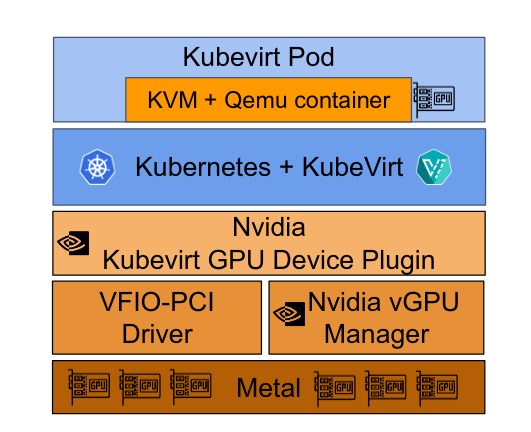 Kubevirt Pod
KVM + Qemu container
GPU
Kubernetes + KubeVirt
Nvidia
Kubevirt GPU Device Plugin
VFIO-PCI
Driver
Nvidia vGPU
Manager
GPU GPU GPU Metal GPU GPU GPU